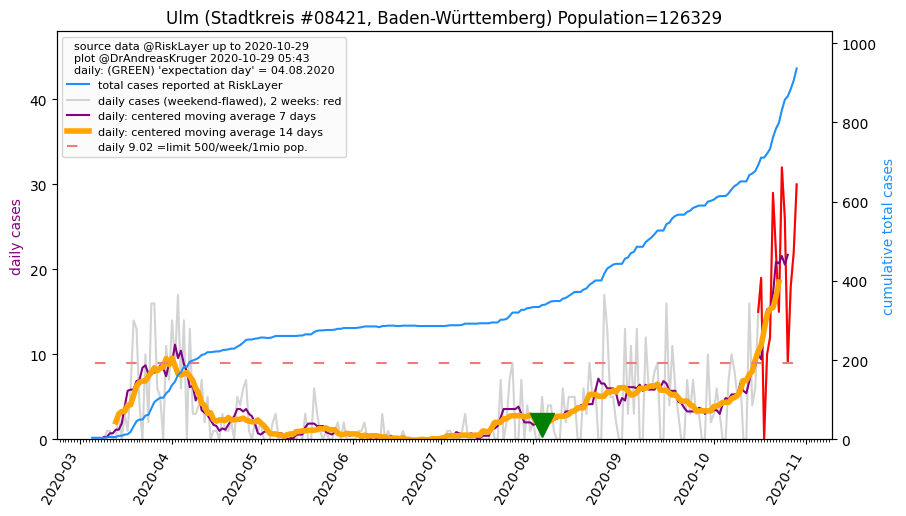 Ulm (Stadtkreis #08421, Baden-Württemberg) Population=126329
source data @RiskLayer up to 2020-10-29
plot @DrAndreasKruger 2020-10-29 05:43
daily: (GREEN) 'expectation day' = 04.08.2020
total cases reported at RiskLayer
daily cases (weekend-flawed), 2 weeks: red
daily: centered moving average 7 days
daily: centered moving average 14 days
daily 9.02 =limit 500/week/1mio pop.
daily cases
40
30
20
10
0
cumulative total cases
1000
800
600
400
200
0
2020-03
2020-04
2020-05
2020-06
2020-07
2020-08
2020-09
2020-10
2020-11